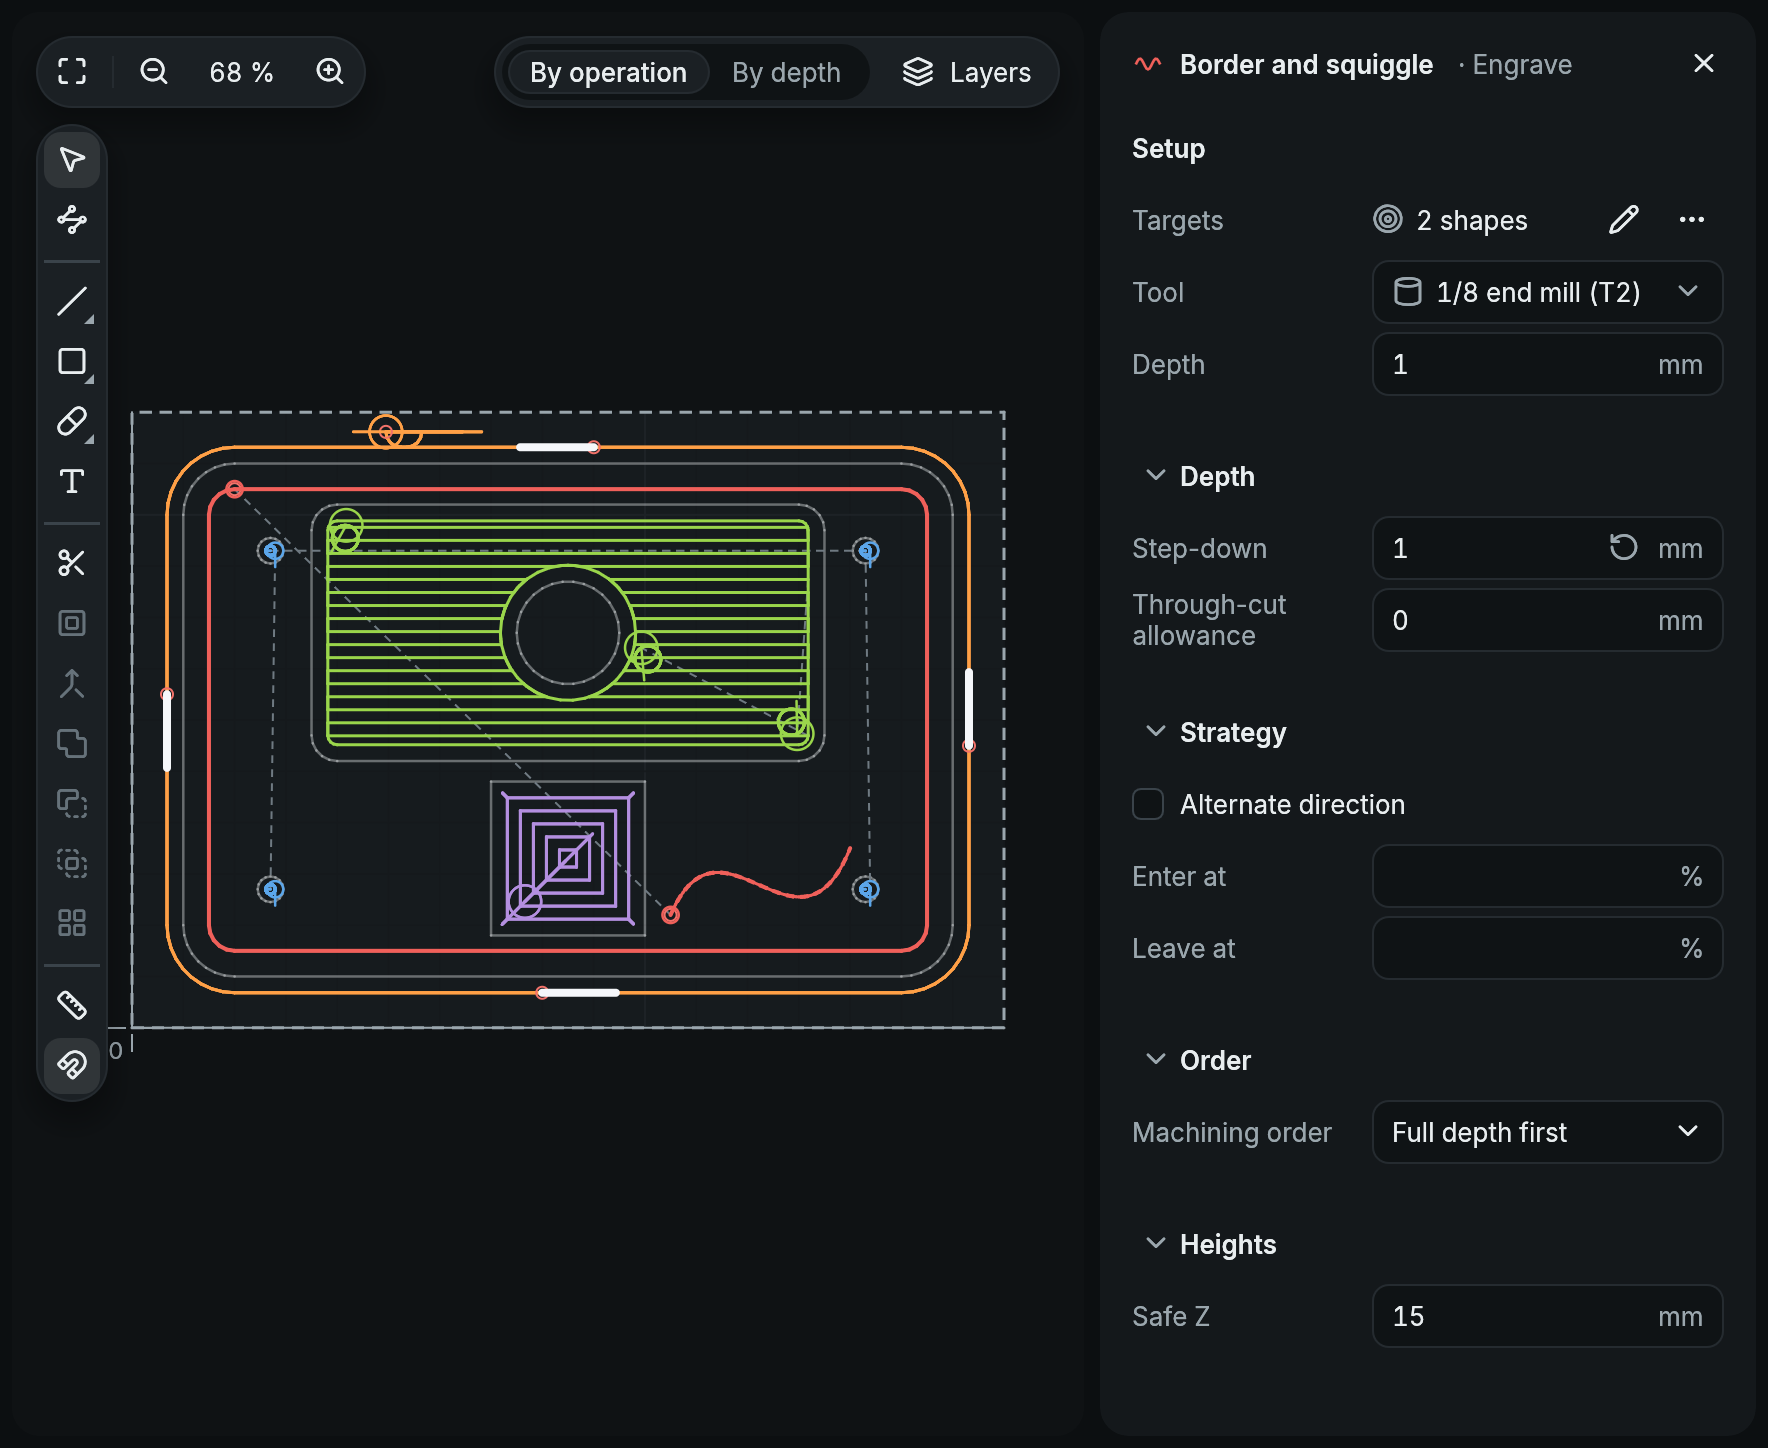 68 %
By operation
By depth
Layers
0
Border and squiggle · Engrave
Setup
Targets
2 shapes
Tool
1/8 end mill (T2)
Depth
1 mm
Depth
Step-down
1 mm
Through-cut
allowance
0 mm
Strategy
Alternate direction
Enter at
%
Leave at
%
Order
Machining order
Full depth first
Heights
Safe Z
15 mm